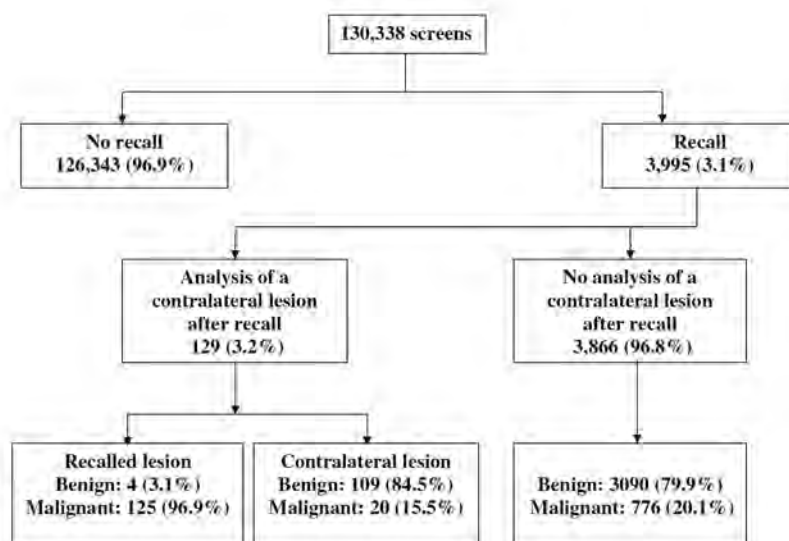 130,338 screens
No recall
126,343 (96.9%)
Recall
3,995 (3.1%)
Analysis of a
contralateral lesion
after recall
129 (3.2%)
No analysis of a
contralateral lesion
after recall
3,866 (96.8%)
Recalled lesion
Benign: 4 (3.1%)
Malignant: 125 (96.9%)
Contralateral lesion
Benign: 109 (84.5%)
Malignant: 20 (15.5%)
Benign: 3090 (79.9%)
Malignant: 776 (20.1%)